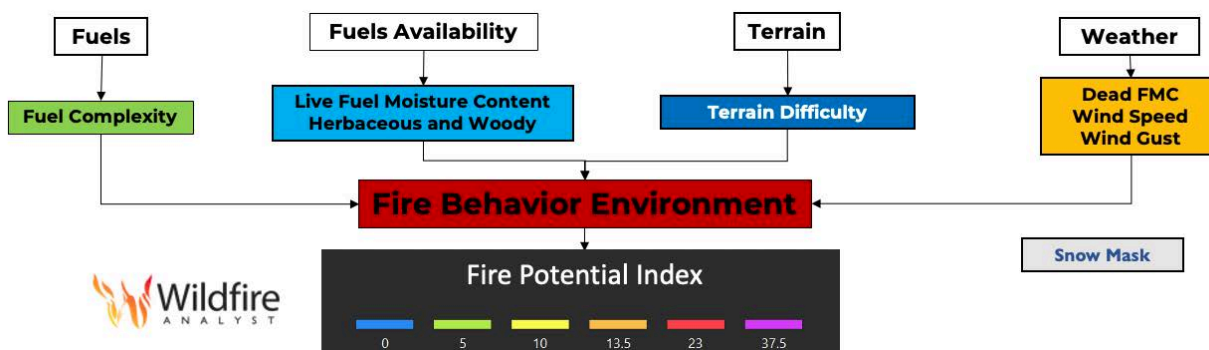 Fuels
Fuels Availability
Terrain
Weather
Fuel Complexity
Live Fuel Moisture Content
Herbaceous and Woody
Terrain Difficulty
Dead FMC
Wind Speed
Wind Gust
Fire Behavior Environment
Snow Mask
Fire Potential Index
Wildfire
ANALYST
0 5 10 13.5 23 37.5